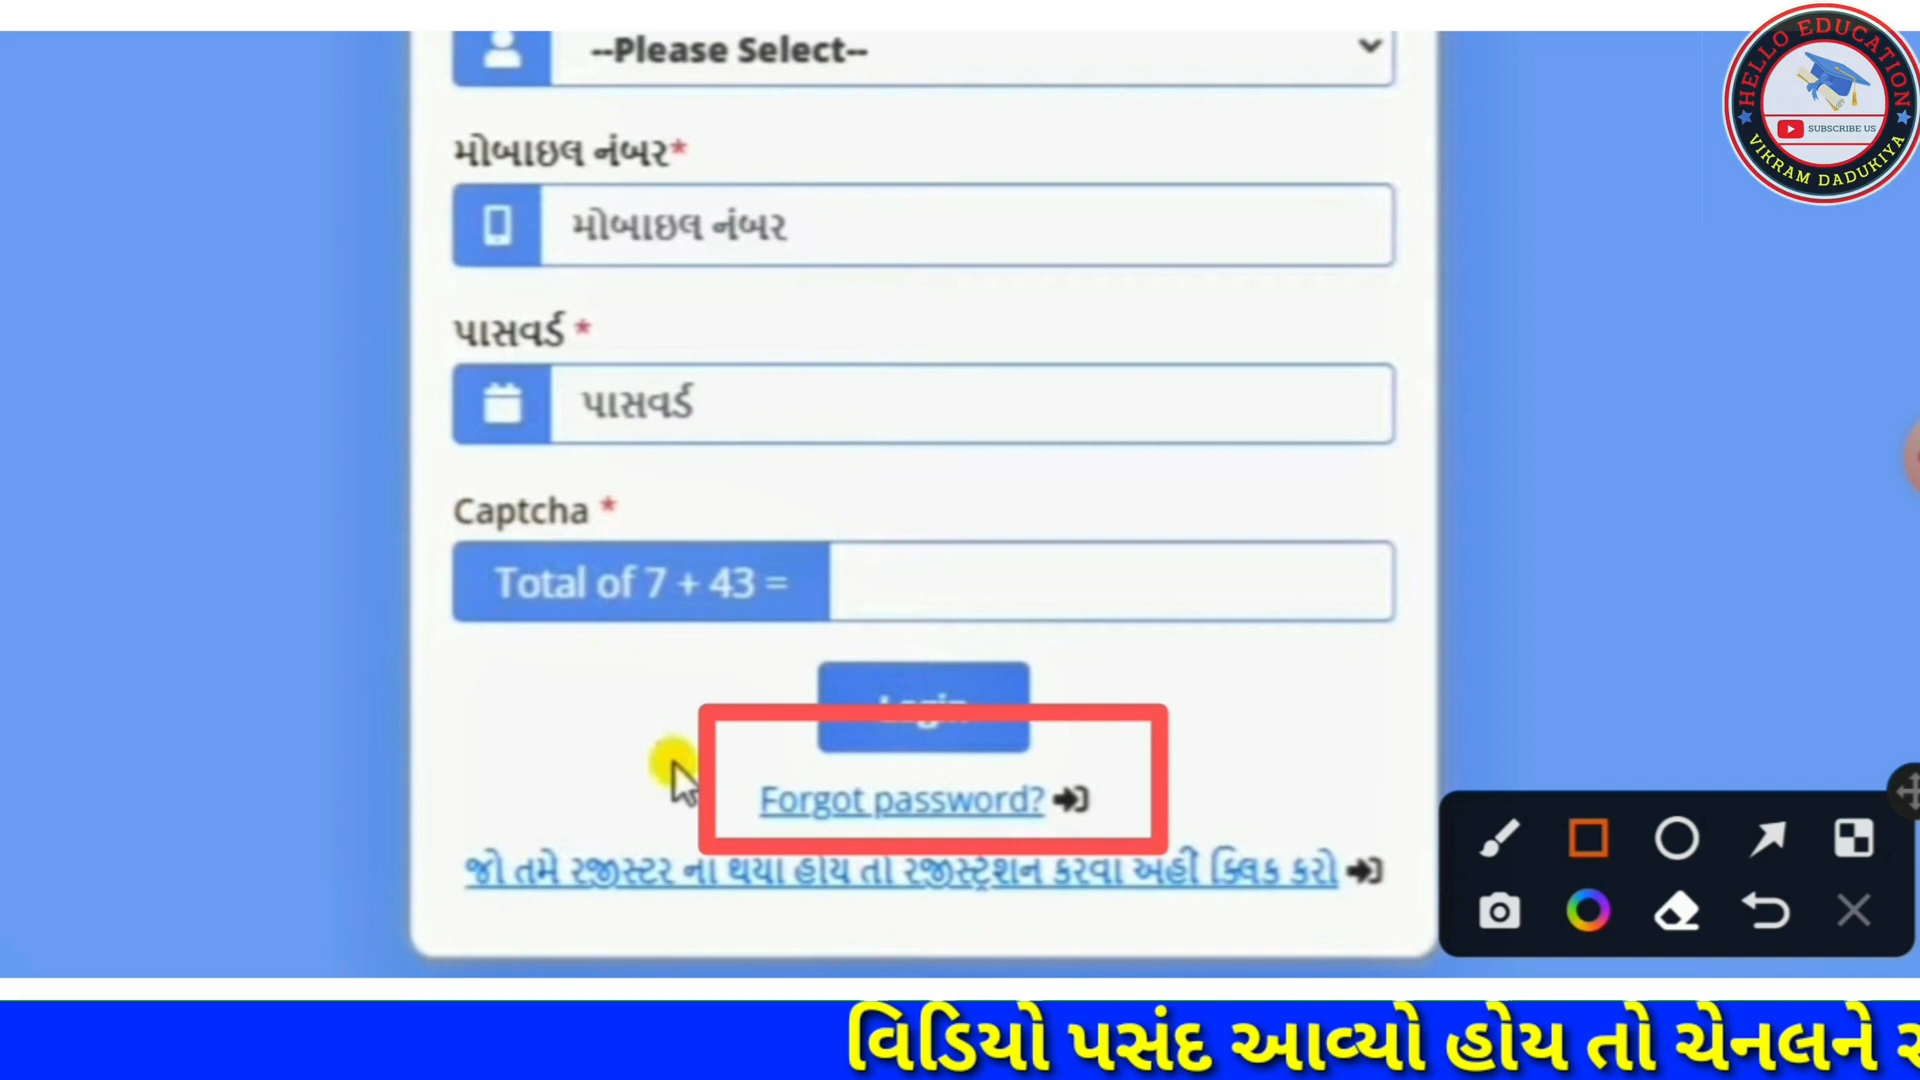 --Please Select--
મોબાઇલ નંબર*
મોબાઇલ નંબર
પાસવર્ડ *
પાસવર્ડ
Captcha *
Total of 7 + 43 =
Login
Forgot password?
જો તમે રજીસ્ટર ના થયા હોય તો રજીસ્ટ્રેશન કરવા અહીં ક્લિક કરો
HELLO EDUCATION
SUBSCRIBE US
VIKRAM DADUKIYA
વિડિયો પસંદ આવ્યો હોય તો ચેનલને